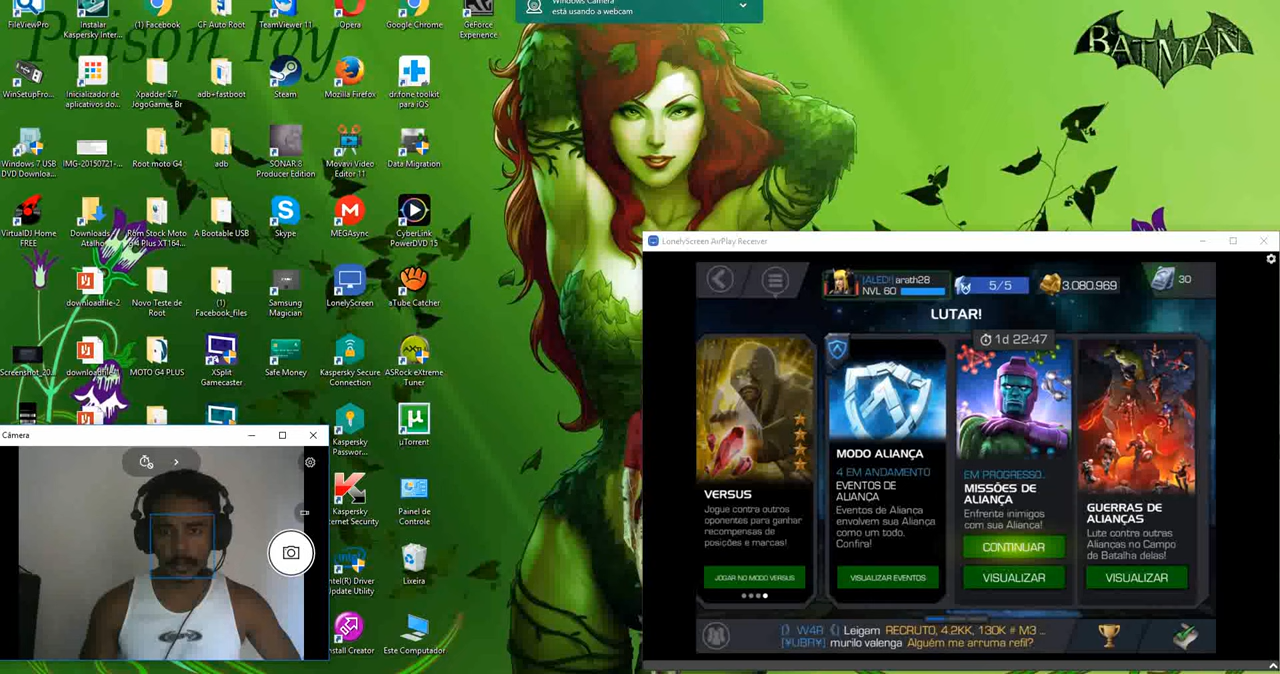 Windows Camera
está usando a webcam
Poison Ivy
BATMAN
FileViewPro
Instalar Kaspersky Inter...
(1) Facebook
CF Auto Root
TeamViewer 11
Opera
Google Chrome
GeForce Experience
WinSetupFro...
Inicializador de aplicativos do...
Xpadder 5.7 JogoGames Br
adb+fastboot
Steam
Mozilla Firefox
dr.fone toolkit para iOS
Windows 7 USB DVD Downloa...
IMG-20150721-...
Root moto G4
adb
SONAR 8 Producer Edition
Movavi Video Editor 11
Data Migration
VirtualDJ Home FREE
Downloads - Atalho
Rom Stock Moto G4 Plus XT164...
A Bootable USB
Skype
MEGAsync
CyberLink PowerDVD 15
downloadfile-2
Novo Teste de Root
(1) Facebook_files
Samsung Magician
LonelyScreen
aTube Catcher
Screenshot_20...
MOTO G4 PLUS
XSplit Gamecaster
Safe Money
Kaspersky Secure Connection
ASRock eXtreme Tuner
Kaspersky Passwor...
µTorrent
Kaspersky Internet Security
Painel de Controle
Intel(R) Driver Update Utility
Lixeira
Install Creator
Este Computador
Câmera
LonelyScreen AirPlay Receiver
[ALED!] arath28
NVL 60
5/5
3.080.969
30
LUTAR!
1d 22:47
VERSUS
Jogue contra outros
oponentes para ganhar
recompensas de
posições e marcas!
JOGAR NO MODO VERSUS
MODO ALIANÇA
4 EM ANDAMENTO
EVENTOS DE
ALIANÇA
Eventos de Aliança
envolvem sua Aliança
como um todo.
Confira!
VISUALIZAR EVENTOS
EM PROGRESSO...
MISSÕES DE
ALIANÇA
Enfrente inimigos
com sua Aliança!
CONTINUAR
VISUALIZAR
GUERRAS DE
ALIANÇAS
Lute contra outras
Alianças no Campo
de Batalha delas!
VISUALIZAR
Leigam RECRUTO, 4.2KK, 130K # M3 ...
murilo valenga Alguém me arruma refil?